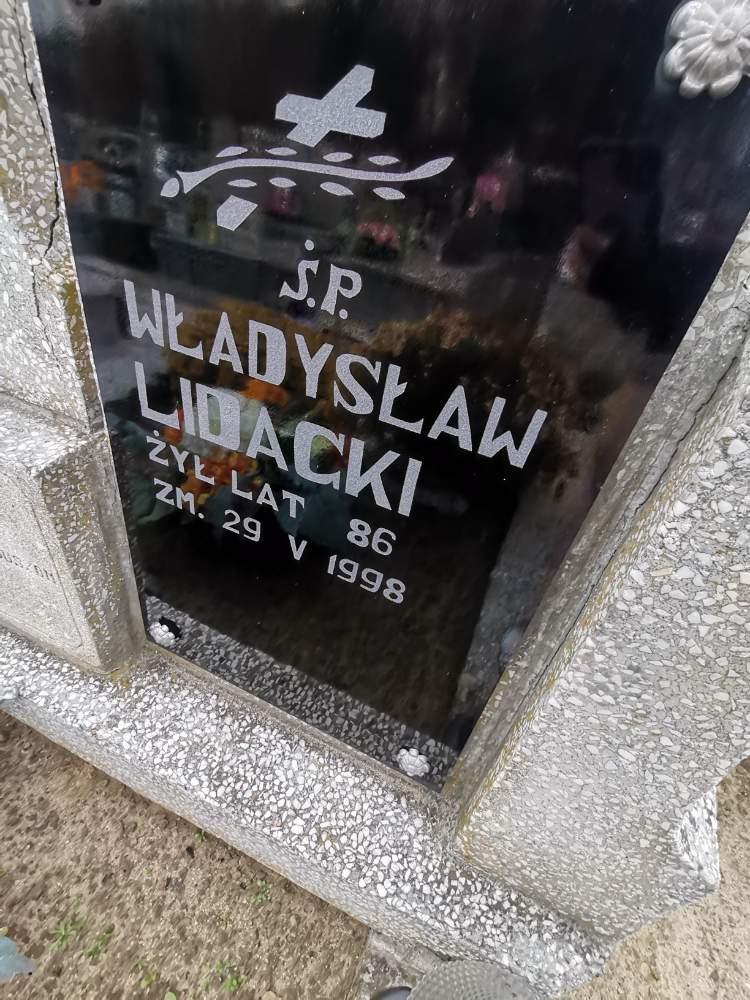 Ś.P.
WŁADYSŁAW
LIDACKI
ŻYŁ LAT 86
ZM. 29 V 1998